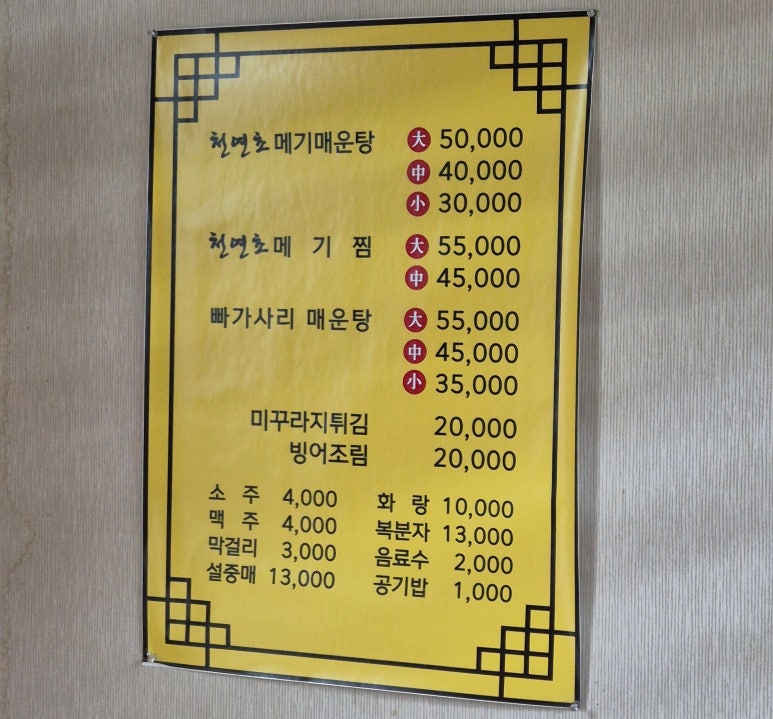 천연초메기매운탕 大 50,000
中 40,000
小 30,000
천연초메 기 찜 大 55,000
中 45,000
빠가사리 매운탕 大 55,000
中 45,000
小 35,000
미꾸라지튀김 20,000
빙어조림 20,000
소 주 4,000 화 랑 10,000
맥 주 4,000 복분자 13,000
막걸리 3,000 음료수 2,000
설중매 13,000 공기밥 1,000